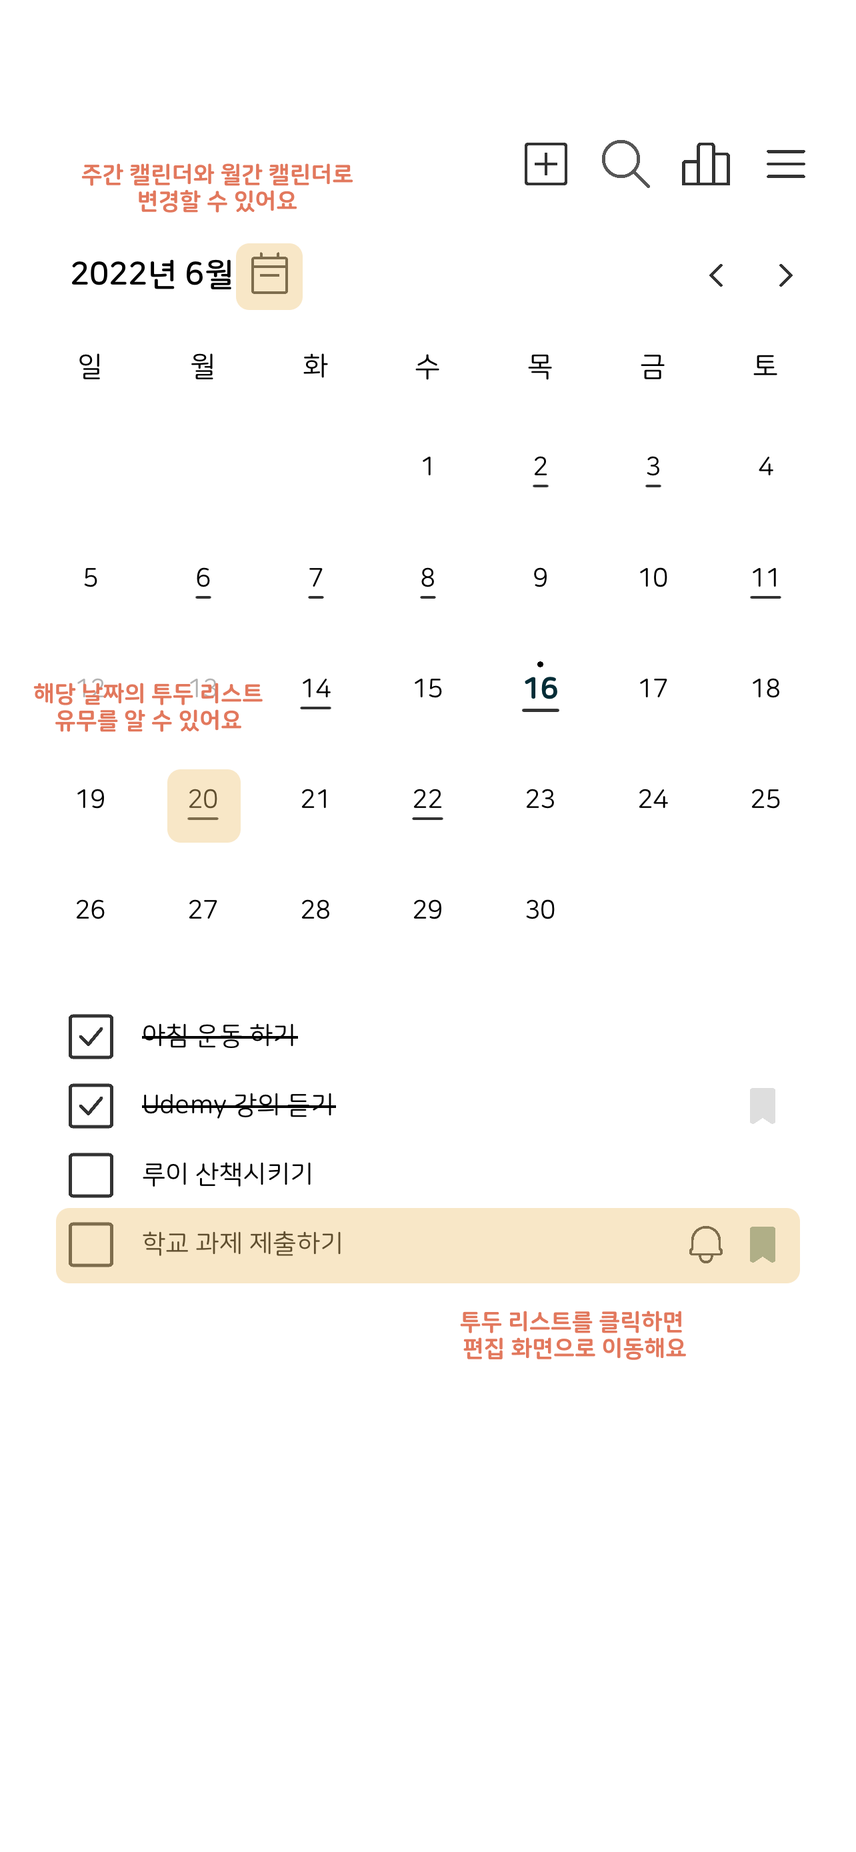 주간 캘린더와 월간 캘린더로
변경할 수 있어요
2022년 6월
일 월 화 수 목 금 토
1 2 3 4
5 6 7 8 9 10 11
12 13 14 15 16 17 18
해당 날짜의 투두 리스트
유무를 알 수 있어요
19 20 21 22 23 24 25
26 27 28 29 30
아침 운동 하기
Udemy 강의 듣기
루이 산책시키기
학교 과제 제출하기
투두 리스트를 클릭하면
편집 화면으로 이동해요